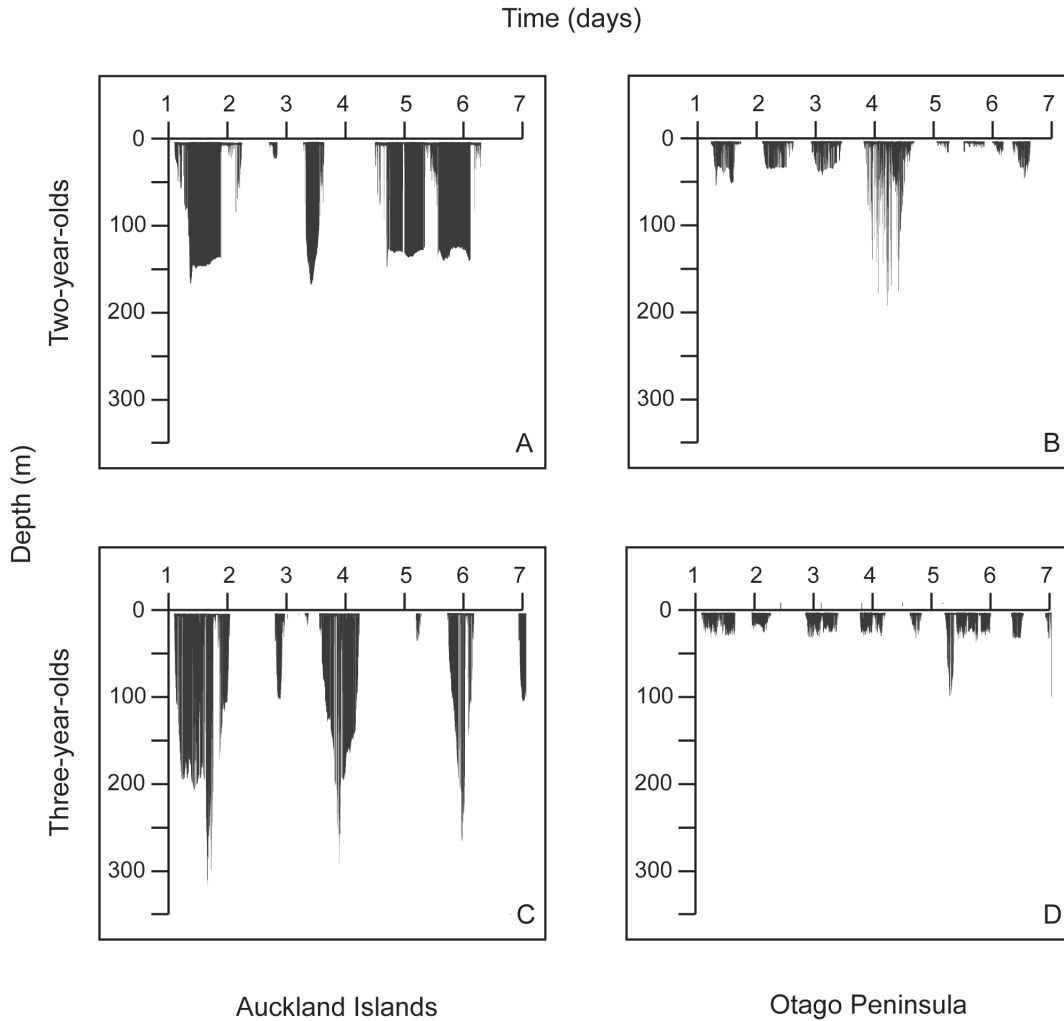 Time (days)
1 2 3 4 5 6 7
1 2 3 4 5 6 7
0
100
200
300
A
0
100
200
300
B
Two-year-olds
Depth (m)
1 2 3 4 5 6 7
1 2 3 4 5 6 7
0
100
200
300
C
0
100
200
300
D
Three-year-olds
Auckland Islands
Otago Peninsula